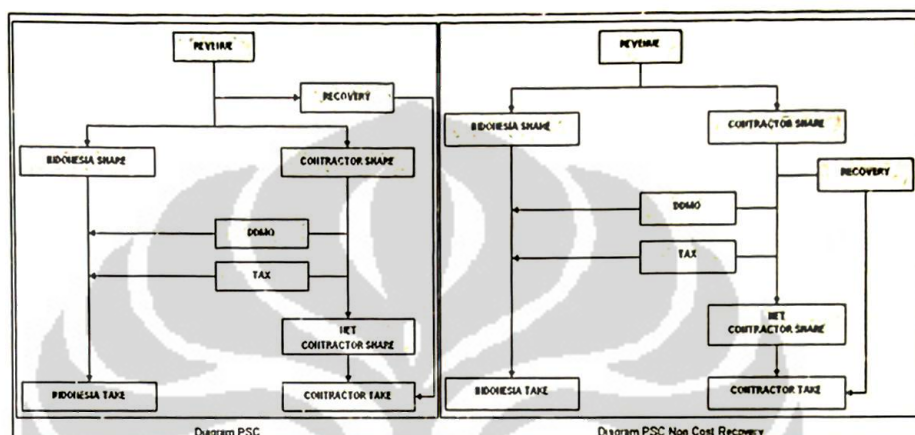 REVENUE
RECOVERY
INDONESIA SHARE
CONTRACTOR SHARE
DDMO
TAX
NET
CONTRACTOR SHARE
INDONESIA TAKE
CONTRACTOR TAKE
Diagram PSC
REVENUE
INDONESIA SHARE
CONTRACTOR SHARE
RECOVERY
DDMO
TAX
NET
CONTRACTOR SHARE
INDONESIA TAKE
CONTRACTOR TAKE
Diagram PSC Non Cost Recovery